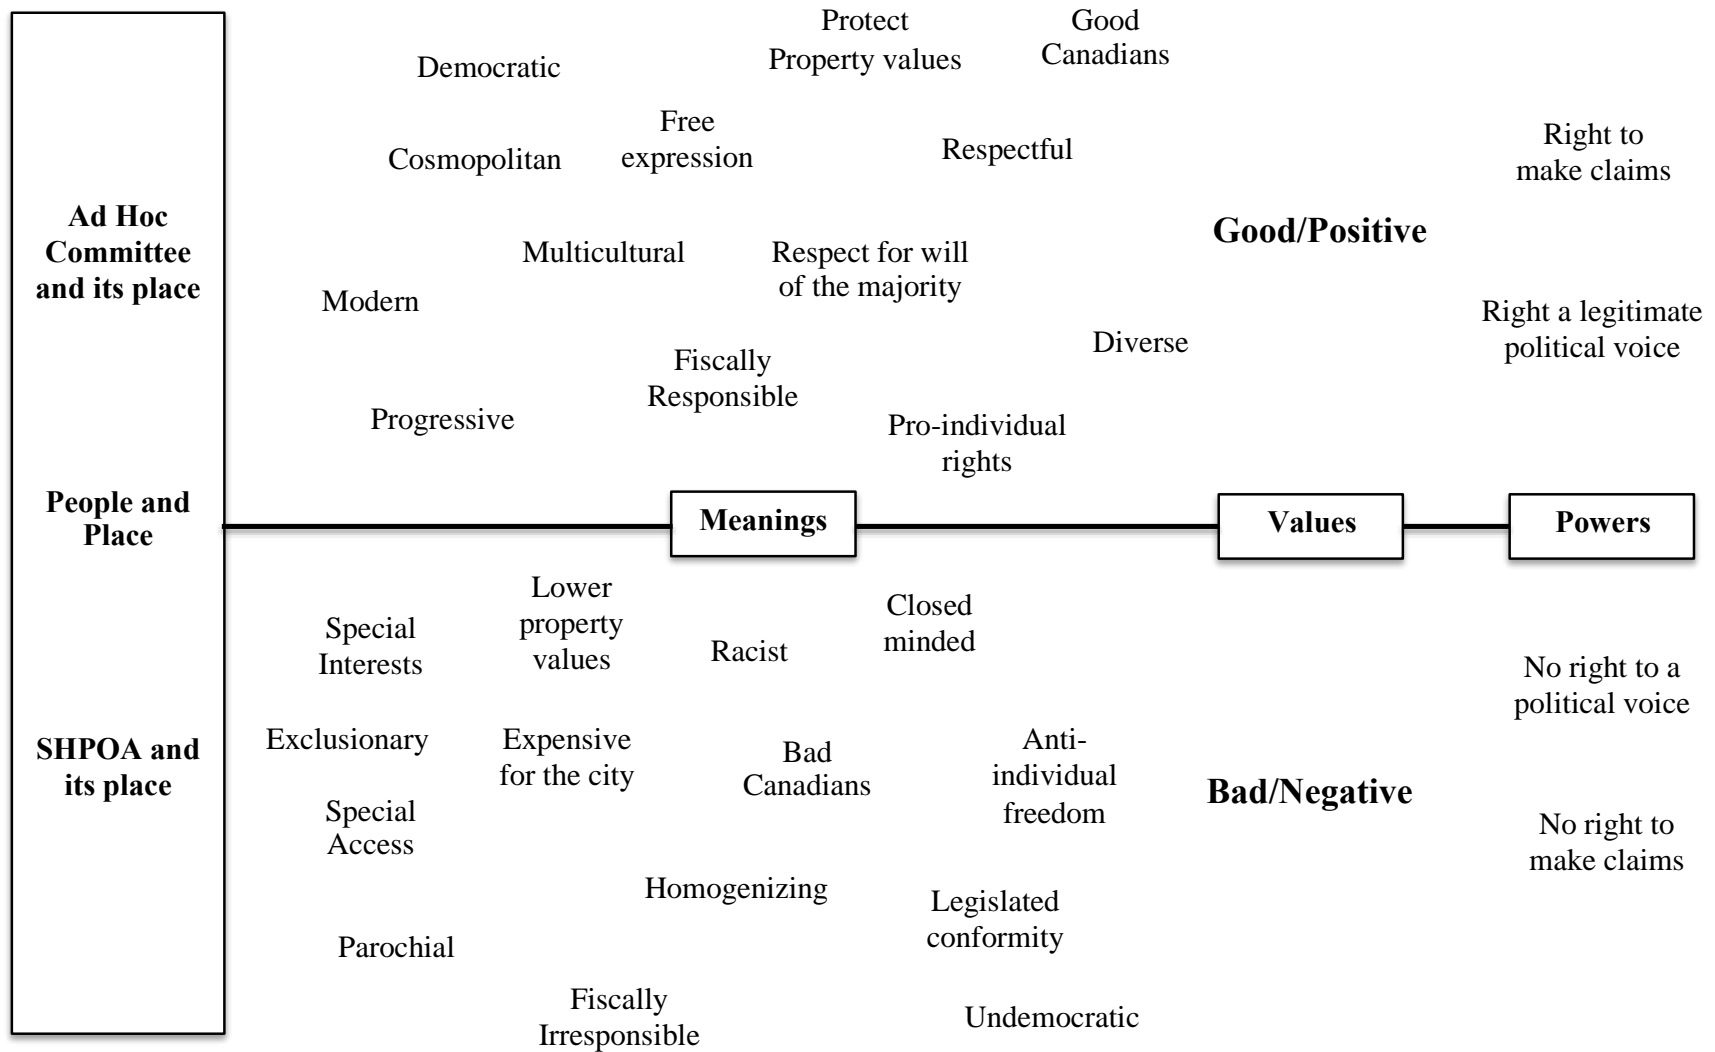 Protect
Property values
Good
Canadians
Democratic
Free
expression
Cosmopolitan
Respectful
Right to
make claims
Ad Hoc
Committee
and its place
Good/Positive
Multicultural
Respect for will
of the majority
Modern
Right a legitimate
political voice
Diverse
Fiscally
Responsible
Progressive
Pro-individual
rights
People and
Place
Meanings
Values
Powers
Lower
property
values
Special
Interests
Racist
Closed
minded
No right to a
political voice
SHPOA and
its place
Exclusionary
Expensive
for the city
Bad
Canadians
Anti-
individual
freedom
Bad/Negative
Special
Access
No right to
make claims
Homogenizing
Legislated
conformity
Parochial
Fiscally
Irresponsible
Undemocratic